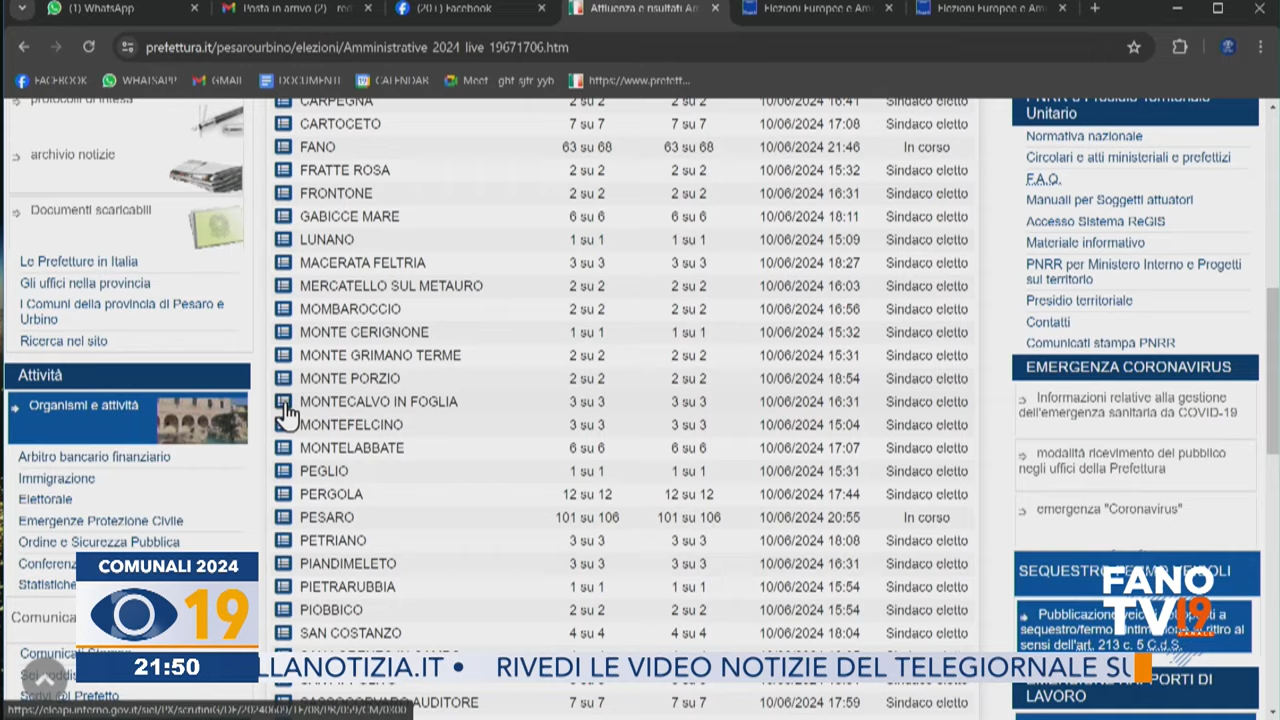 (1) WhatsApp
Posta in arrivo (2)
(20+) Facebook
Affluenza e risultati Am
Elezioni Europee e Am
Elezioni Europee e Am
prefettura.it/pesarourbino/elezioni/Amministrative 2024 live 19671706.htm
FACEBOOK
WHATSAPP
GMAIL
DOCUMENTI
CALENDAR
Meet
https://www.prefett...
protocolli di intesa
archivio notizie
Documenti scaricabili
Le Prefetture in Italia
Gli uffici nella provincia
I Comuni della provincia di Pesaro e
Urbino
Ricerca nel sito
Attività
Organismi e attività
Arbitro bancario finanziario
Immigrazione
Elettorale
Emergenze Protezione Civile
Ordine e Sicurezza Pubblica
Conferenz
Statistiche
Comunica
CARPEGNA 2 su 2 2 su 2 10/06/2024 16:41 Sindaco eletto
CARTOCETO 7 su 7 7 su 7 10/06/2024 17:08 Sindaco eletto
FANO 63 su 68 63 su 68 10/06/2024 21:46 In corso
FRATTE ROSA 2 su 2 2 su 2 10/06/2024 15:32 Sindaco eletto
FRONTONE 2 su 2 2 su 2 10/06/2024 16:31 Sindaco eletto
GABICCE MARE 6 su 6 6 su 6 10/06/2024 18:11 Sindaco eletto
LUNANO 1 su 1 1 su 1 10/06/2024 15:09 Sindaco eletto
MACERATA FELTRIA 3 su 3 3 su 3 10/06/2024 18:27 Sindaco eletto
MERCATELLO SUL METAURO 2 su 2 2 su 2 10/06/2024 16:03 Sindaco eletto
MOMBAROCCIO 2 su 2 2 su 2 10/06/2024 16:56 Sindaco eletto
MONTE CERIGNONE 1 su 1 1 su 1 10/06/2024 15:32 Sindaco eletto
MONTE GRIMANO TERME 2 su 2 2 su 2 10/06/2024 15:31 Sindaco eletto
MONTE PORZIO 2 su 2 2 su 2 10/06/2024 18:54 Sindaco eletto
MONTECALVO IN FOGLIA 3 su 3 3 su 3 10/06/2024 16:31 Sindaco eletto
MONTEFELCINO 3 su 3 3 su 3 10/06/2024 15:04 Sindaco eletto
MONTELABBATE 6 su 6 6 su 6 10/06/2024 17:07 Sindaco eletto
PEGLIO 1 su 1 1 su 1 10/06/2024 15:31 Sindaco eletto
PERGOLA 12 su 12 12 su 12 10/06/2024 17:44 Sindaco eletto
PESARO 101 su 106 101 su 106 10/06/2024 20:55 In corso
PETRIANO 3 su 3 3 su 3 10/06/2024 18:08 Sindaco eletto
PIANDIMELETO 3 su 3 3 su 3 10/06/2024 16:31 Sindaco eletto
PIETRARUBBIA 1 su 1 1 su 1 10/06/2024 15:54 Sindaco eletto
PIOBBICO 2 su 2 2 su 2 10/06/2024 15:54 Sindaco eletto
SAN COSTANZO 4 su 4 4 su 4 10/06/2024 18:04 Sindaco eletto
AUDITORE 7 su 7 7 su 7 10/06/2024 17:59 Sindaco eletto
Unitario
Normativa nazionale
Circolari e atti ministeriali e prefettizi
F.A.Q.
Manuali per Soggetti attuatori
Accesso Sistema ReGIS
Materiale informativo
PNRR per Ministero Interno e Progetti
sul territorio
Presidio territoriale
Contatti
Comunicati stampa PNRR
EMERGENZA CORONAVIRUS
Informazioni relative alla gestione
dell'emergenza sanitaria da COVID-19
modalità ricevimento del pubblico
negli uffici della Prefettura
emergenza "Coronavirus"
SEQUESTRO
sequestro/fermo
sensi dell'art. 213 c. 5 C.d.S.
LAVORO
COMUNALI 2024
19
FANO
TV19
21:50
LLANOTIZIA.IT • RIVEDI LE VIDEO NOTIZIE DEL TELEGIORNALE SU